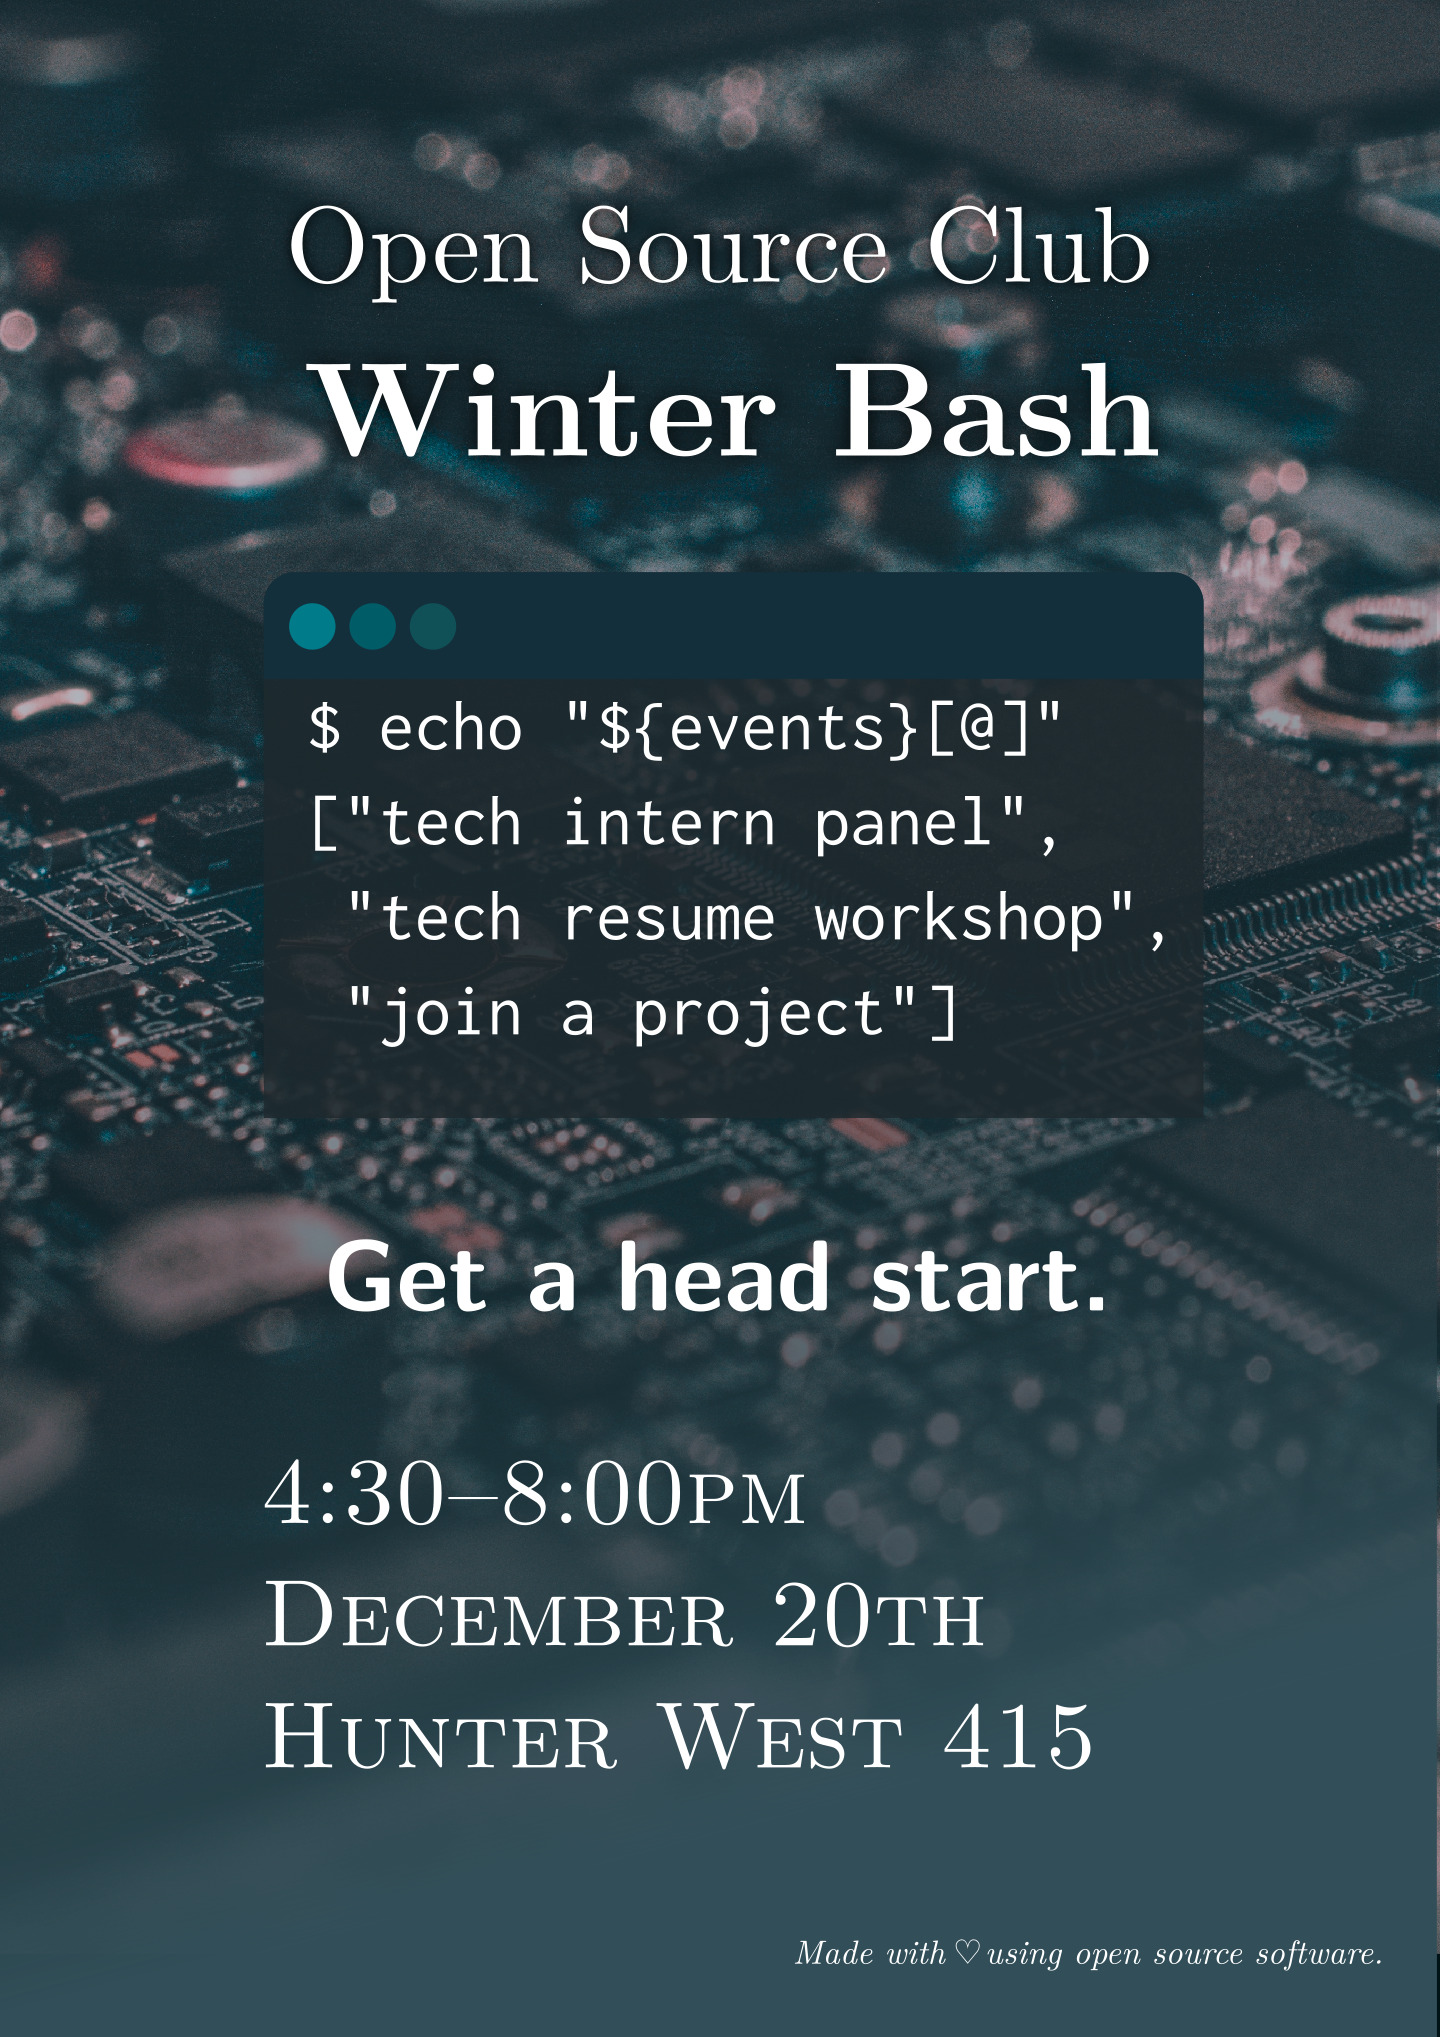 Open Source Club
Winter Bash
$ echo "${events}[@]"
["tech intern panel",
 "tech resume workshop",
 "join a project"]
Get a head start.
4:30–8:00PM
DECEMBER 20TH
HUNTER WEST 415
Made with ♡ using open source software.